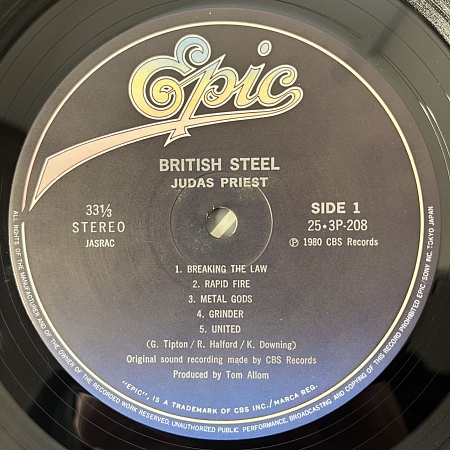 Epic
BRITISH STEEL
JUDAS PRIEST
33⅓
STEREO
JASRAC
SIDE 1
25・3P-208
Ⓟ 1980 CBS Records
1. BREAKING THE LAW
2. RAPID FIRE
3. METAL GODS
4. GRINDER
5. UNITED
(G. Tipton/R. Halford/K. Downing)
Original sound recording made by CBS Records
Produced by Tom Allom
"EPIC", IS A TRADEMARK OF CBS INC./MARCA REG.
ALL RIGHTS OF THE MANUFACTURER AND OF THE OWNER OF THE RECORDED WORK RESERVED. UNAUTHORIZED PUBLIC PERFORMANCE, BROADCASTING AND COPYING OF THIS RECORD PROHIBITED EPIC/SONY INC. TOKYO JAPAN